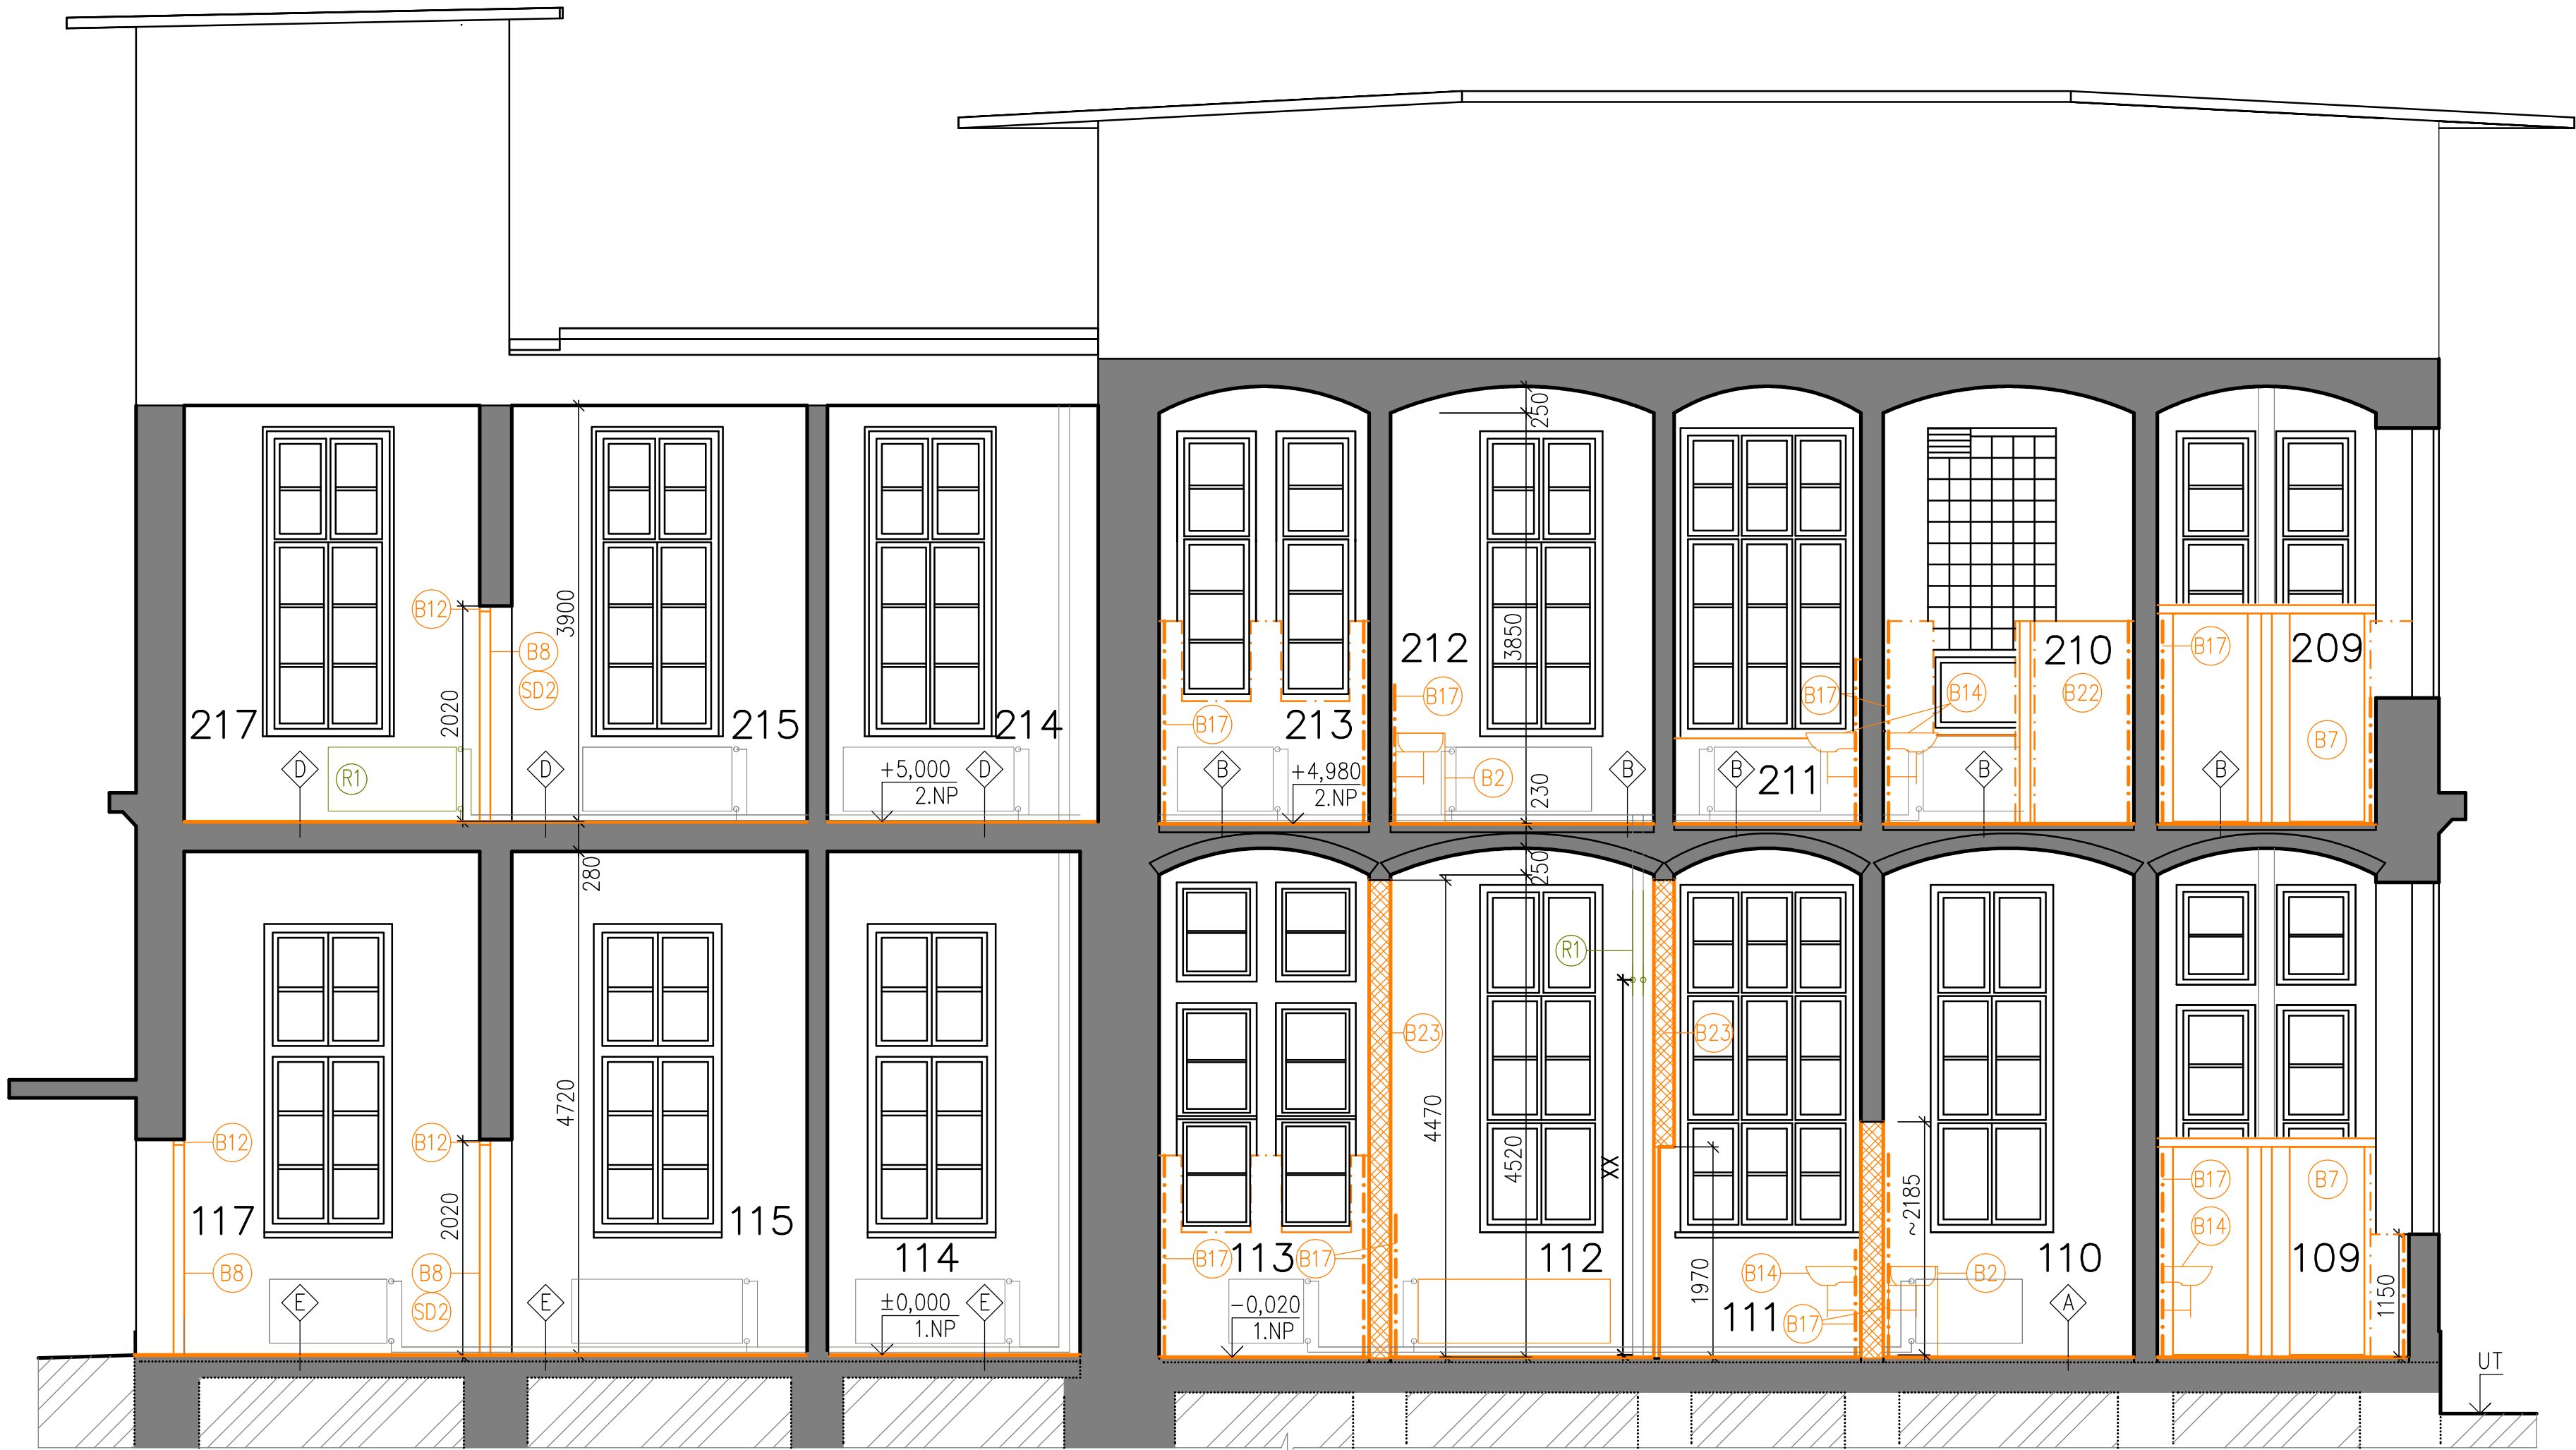 250
3900
B12
B8
SD2
2020
217
215
214
D
D
D
R1
+5,000
2.NP
212
3850
B17
B17
213
B
+4,980
2.NP
B2
230
B
B17
B14
B
211
210
B22
B
B17
209
B7
B
280
250
R1
B23
B23
4720
4470
4520
XX
B12
B12
2020
117
115
B8
B8
SD2
114
E
E
±0,000
1.NP
E
B17
113
B17
-0,020
1.NP
112
1970
B14
111
B17
~2185
B2
110
A
B17
B7
B14
109
1150
UT